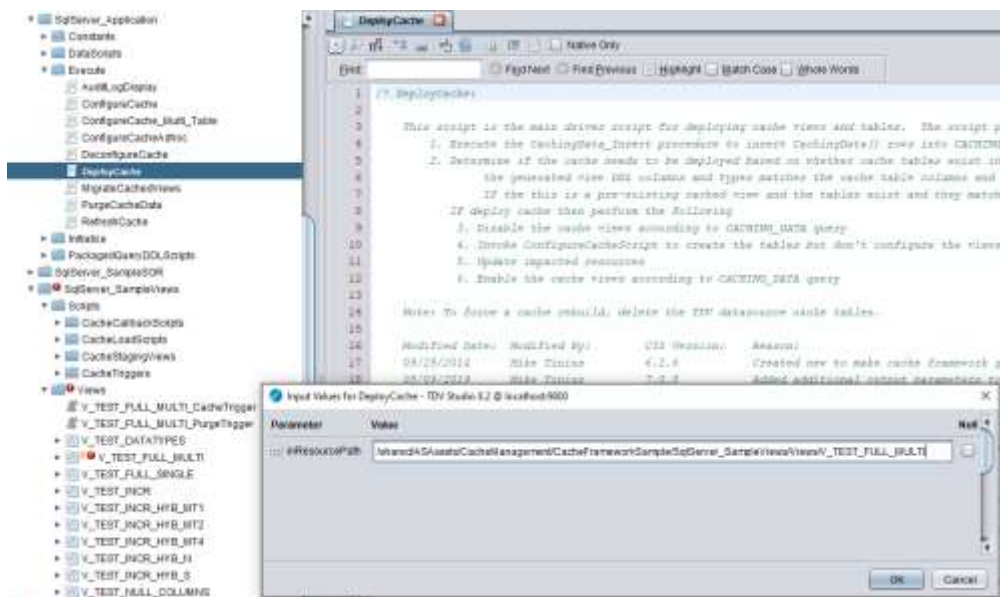 SqlServer_Application
Constants
DataScripts
Execute
AuditLogDisplay
ConfigureCache
ConfigureCache_Multi_Table
ConfigureCacheAdhoc
DeconfigureCache
DeployCache
MigrateCachedViews
PurgeCacheData
RefreshCache
Initialize
PackagedQueryDDLScripts
SqlServer_SampleSOR
SqlServer_SampleViews
Scripts
CacheCallbackScripts
CacheLoadScripts
CacheStagingViews
CacheTriggers
Views
V_TEST_FULL_MULTI_CacheTrigger
V_TEST_FULL_MULTI_PurgeTrigger
V_TEST_DATATYPES
V_TEST_FULL_MULTI
V_TEST_FULL_SINGLE
V_TEST_INCR
V_TEST_INCR_HYB_MT1
V_TEST_INCR_HYB_MT2
V_TEST_INCR_HYB_MT4
V_TEST_INCR_HYB_N
V_TEST_INCR_HYB_S
V_TEST_NULL_COLUMNS
DeployCache
Native Only
Find: Find Next Find Previous Highlight Match Case Whole Words
1 /* DeployCache:
2
3 This script is the main driver script for deploying cache views and tables. The script
4 1. Execute the CachingData_Insert procedure to insert CachingData() rows into CACHING
5 2. Determine if the cache needs to be deployed based on whether cache tables exist
6 the generated view DDL columns and types matches the cache table columns and
7 If the this is a pre-existing cached view and the tables exist and they match
8 If deploy cache then perform the following
9 3. Disable the cache views according to CACHING_DATA query
10 4. Invoke ConfigureCacheScript to create the tables but don't configure the views
11 5. Update impacted resources
12 6. Enable the cache views according to CACHING_DATA query
13
14 Note: To force a cache rebuild, delete the TDV datasource cache tables.
15
16 Modified Date: Modified By: CIS Version: Reason:
17 Mike Tinius 6.2.6 Created new to make cache framework
18 Mike Tinius Added additional output parameters
Input Values for DeployCache - TDV Studio 8.2 @ localhost:9800
Parameter Value Null
inResourcePath /shared/ASAssets/CacheManagement/CacheFrameworkSample/SqlServer_SampleViews/Views/V_TEST_FULL_MULTI
OK Cancel